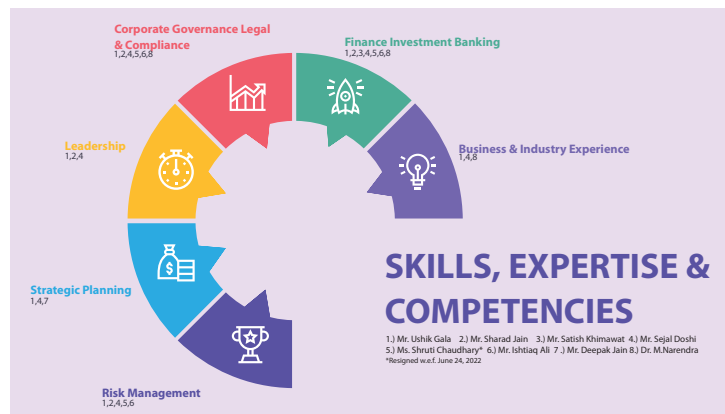 Corporate Governance Legal
& Compliance
1,2,4,5,6,8
Finance Investment Banking
1,2,3,4,5,6,8
Leadership
1,2,4
Business & Industry Experience
1,4,8
Strategic Planning
1,4,7
Risk Management
1,2,4,5,6
SKILLS, EXPERTISE &
COMPETENCIES
1.) Mr. Ushik Gala 2.) Mr. Sharad Jain 3.) Mr. Satish Khimawat 4.) Mr. Sejal Doshi
5.) Ms. Shruti Chaudhary* 6.) Mr. Ishtiaq Ali 7 .) Mr. Deepak Jain 8.) Dr. M.Narendra
*Resigned w.e.f. June 24, 2022